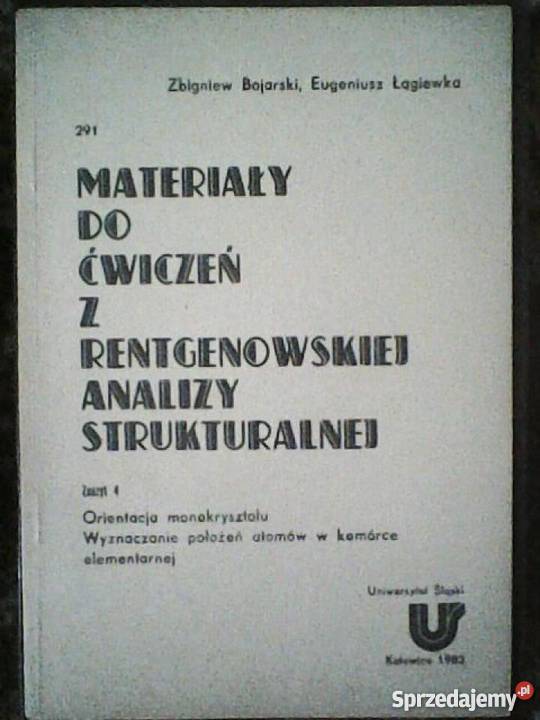 Zbigniew Bojarski, Eugeniusz Łągiewka
291
MATERIAŁY
DO
ĆWICZEŃ
Z
RENTGENOWSKIEJ
ANALIZY
STRUKTURALNEJ
Zeszyt 4
Orientacja monokryształu
Wyznaczanie położeń atomów w komórce
elementarnej
Uniwersytet Śląski
Katowice 1983
Sprzedajemy.pl